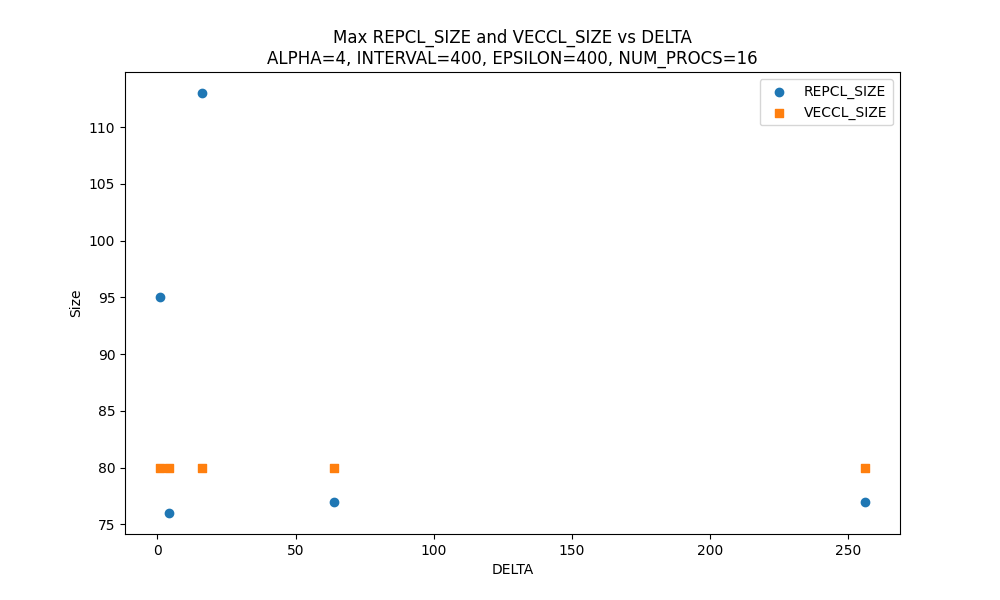 Max REPCL_SIZE and VECCL_SIZE vs DELTA
ALPHA=4, INTERVAL=400, EPSILON=400, NUM_PROCS=16
REPCL_SIZE
VECCL_SIZE
110
105
100
95
90
85
80
75
Size
0
50
100
150
200
250
DELTA